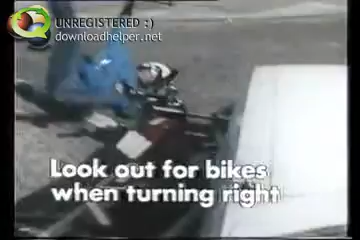 UNREGISTERED :)
downloadhelper.net
Look out for bikes
when turning right